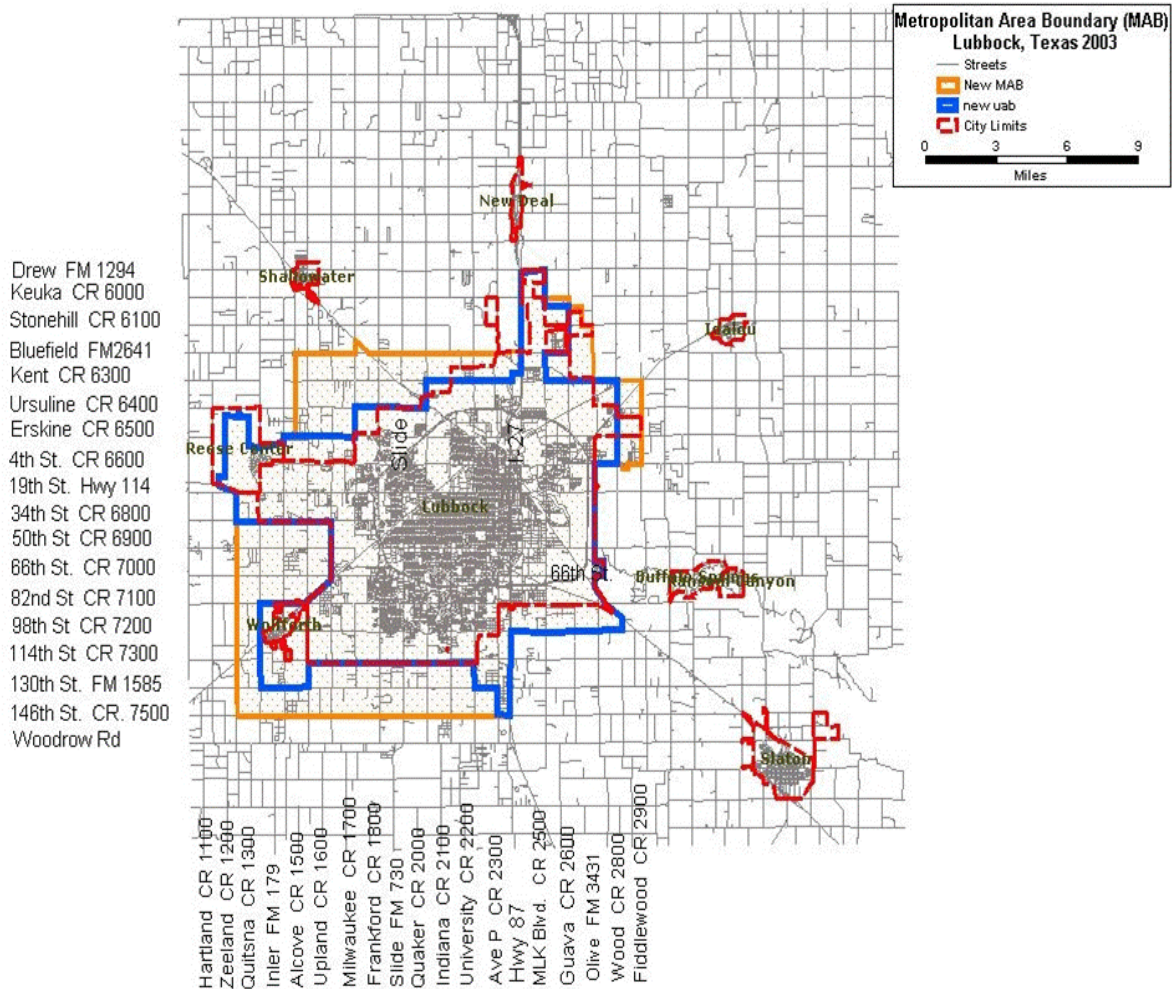 Metropolitan Area Boundary (MAB)
Lubbock, Texas 2003
Streets
New MAB
new uab
City Limits
0 3 6 9
Miles
New Deal
Shallowater
Idalou
Reese Center
Slide
I-27
Lubbock
66th St.
Buffalo Springs
Ransom Canyon
Wolfforth
Slaton
Drew FM 1294
Keuka CR 6000
Stonehill CR 6100
Bluefield FM2641
Kent CR 6300
Ursuline CR 6400
Erskine CR 6500
4th St. CR 6600
19th St. Hwy 114
34th St CR 6800
50th St CR 6900
66th St. CR 7000
82nd St CR 7100
98th St CR 7200
114th St CR 7300
130th St. FM 1585
146th St. CR. 7500
Woodrow Rd
Hartland CR 1100
Zeeland CR 1200
Quitsna CR 1300
Inler FM 179
Alcove CR 1500
Upland CR 1600
Milwaukee CR 1700
Frankford CR 1800
Slide FM 730
Quaker CR 2000
Indiana CR 2100
University CR 2200
Ave P CR 2300
Hwy 87
MLK Blvd. CR 2500
Guava CR 2600
Olive FM 3431
Wood CR 2800
Fiddlewood CR 2900